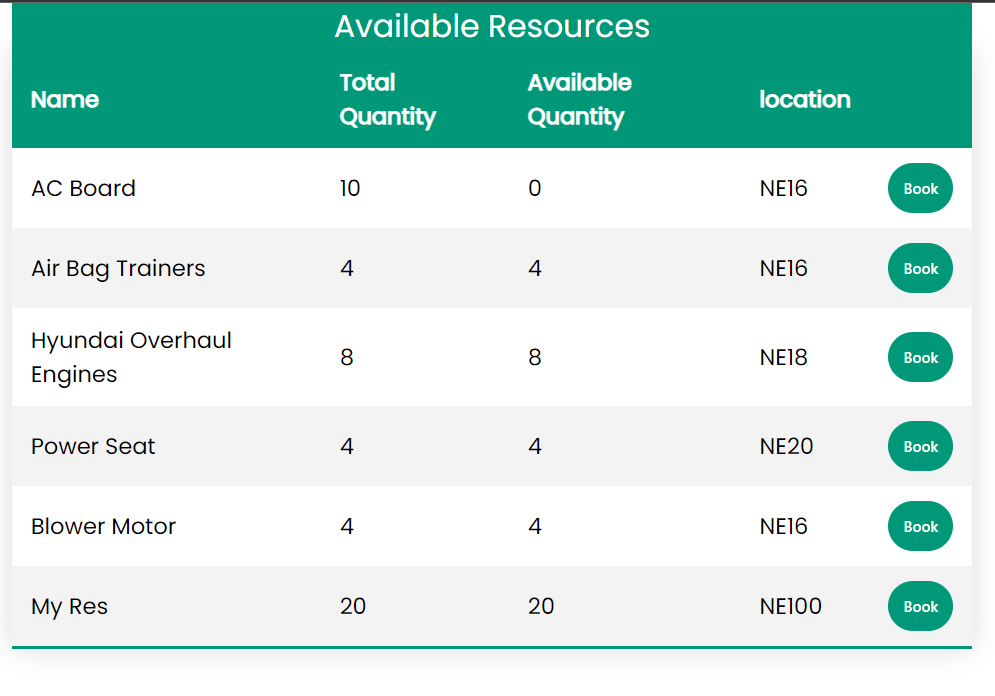 Available Resources
Name Total Quantity Available Quantity location
AC Board 10 0 NE16 Book
Air Bag Trainers 4 4 NE16 Book
Hyundai Overhaul Engines 8 8 NE18 Book
Power Seat 4 4 NE20 Book
Blower Motor 4 4 NE16 Book
My Res 20 20 NE100 Book